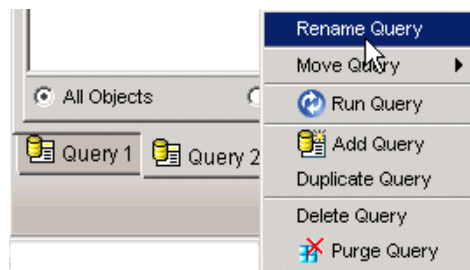 All Objects
Query 1
Query 2
Rename Query
Move Query
Run Query
Add Query
Duplicate Query
Delete Query
Purge Query